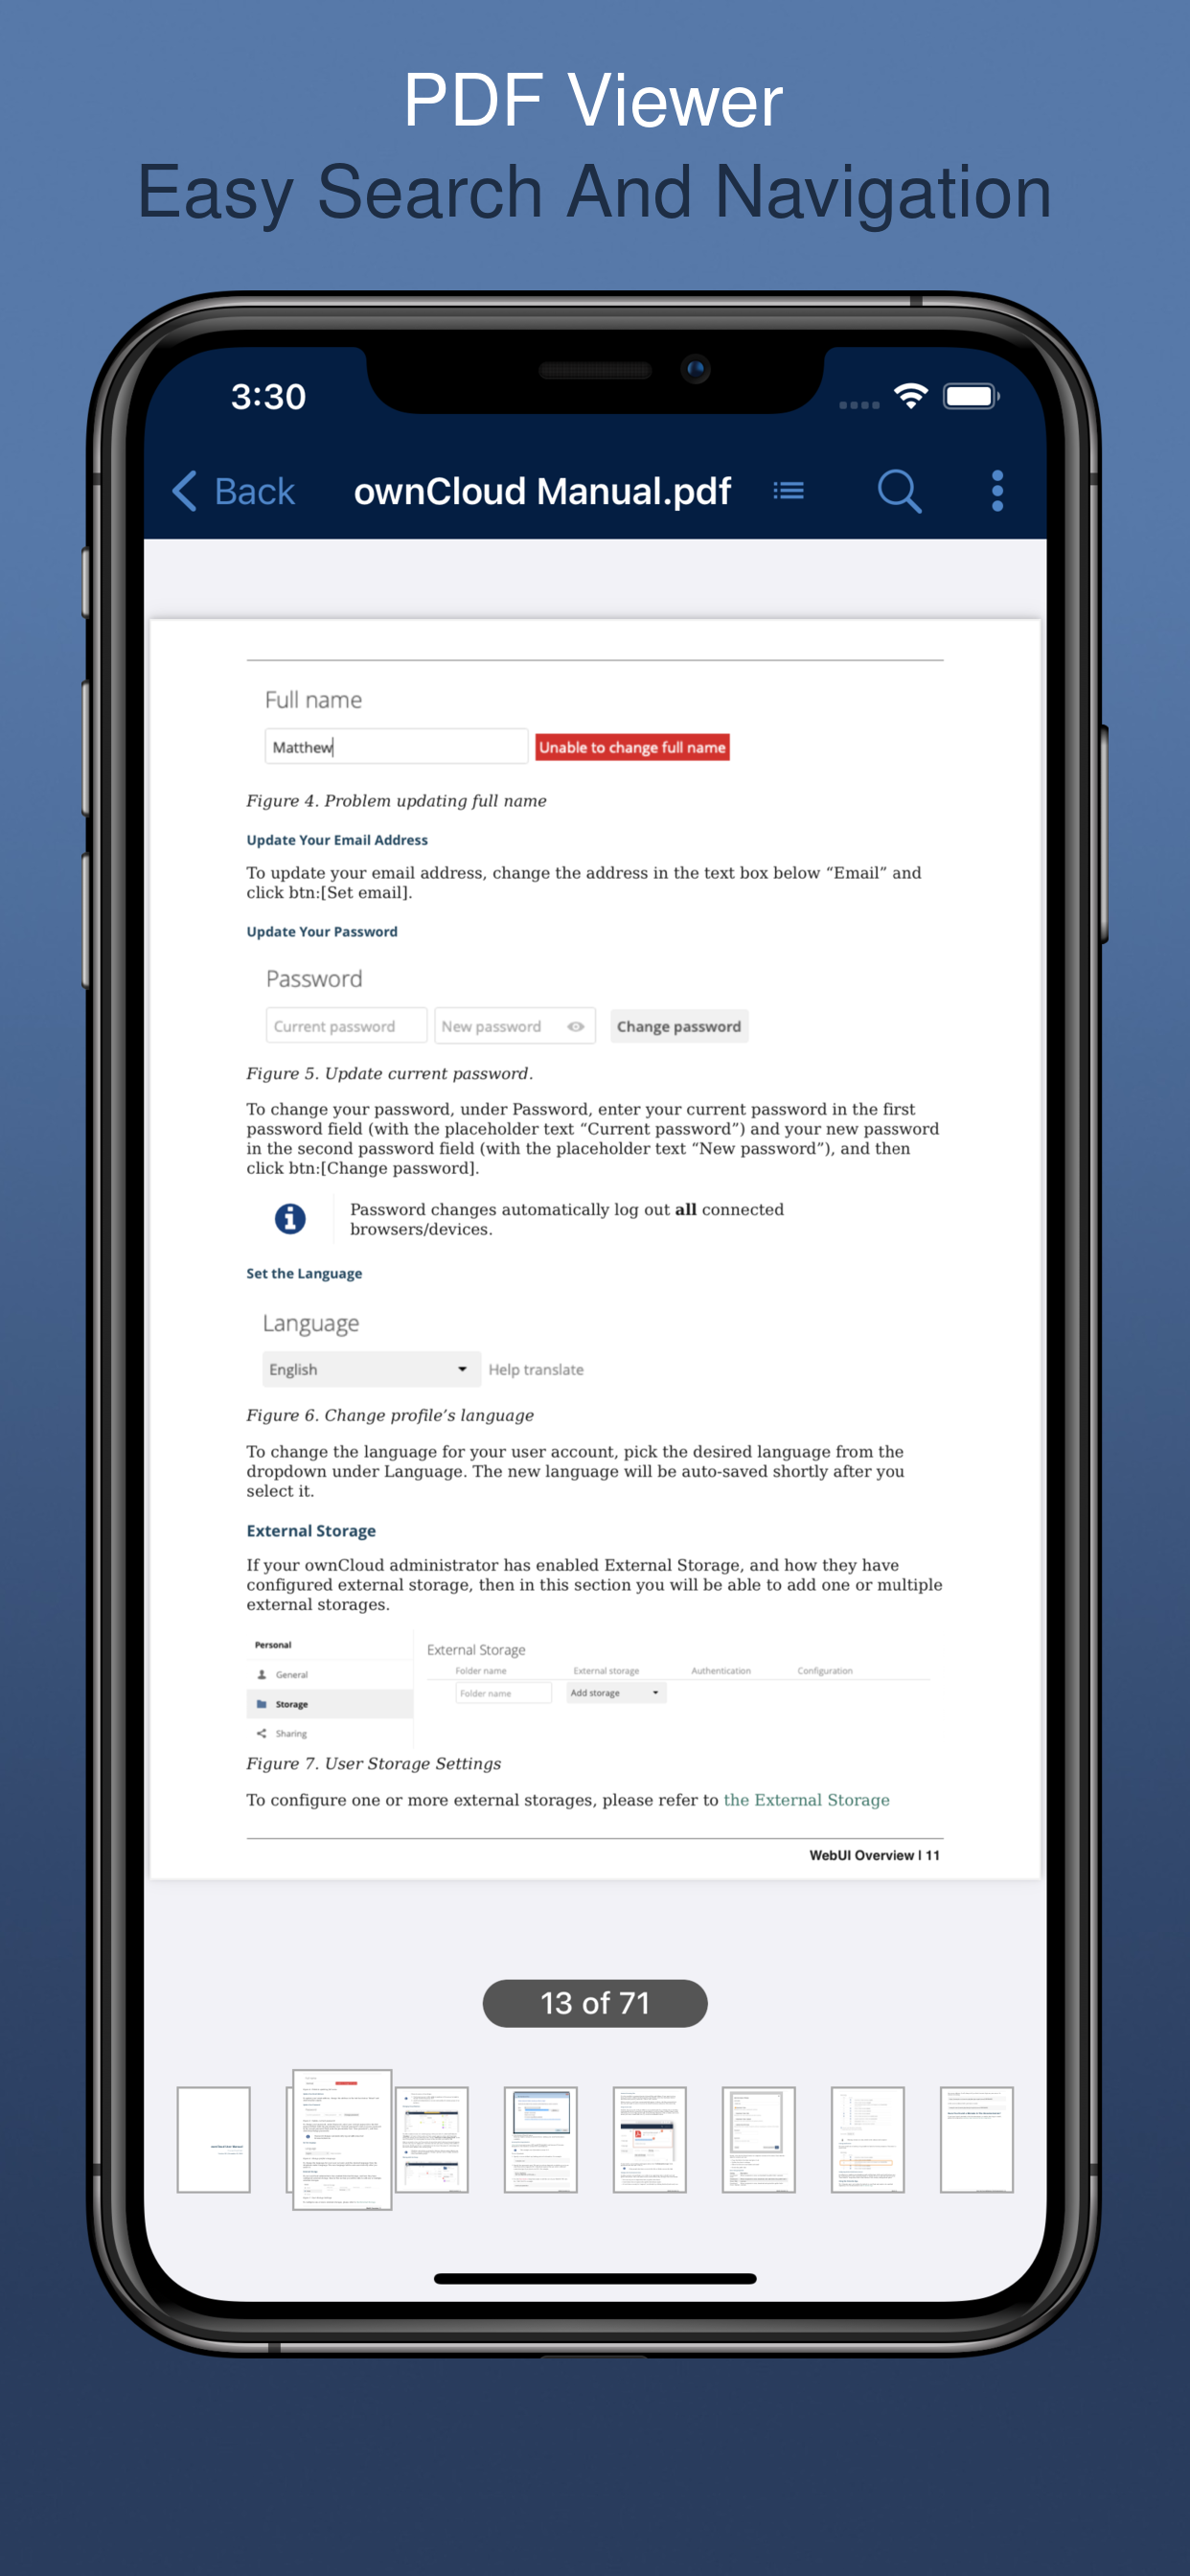 PDF Viewer
Easy Search And Navigation
3:30
Back
ownCloud Manual.pdf
Full name
Matthew
Unable to change full name
Figure 4. Problem updating full name
Update Your Email Address
To update your email address, change the address in the text box below “Email” and
click btn:[Set email].
Update Your Password
Password
Current password
New password
Change password
Figure 5. Update current password.
To change your password, under Password, enter your current password in the first
password field (with the placeholder text “Current password”) and your new password
in the second password field (with the placeholder text “New password”), and then
click btn:[Change password].
Password changes automatically log out all connected
browsers/devices.
Set the Language
Language
English
Help translate
Figure 6. Change profile’s language
To change the language for your user account, pick the desired language from the
dropdown under Language. The new language will be auto-saved shortly after you
select it.
External Storage
If your ownCloud administrator has enabled External Storage, and how they have
configured external storage, then in this section you will be able to add one or multiple
external storages.
Personal
General
Storage
Sharing
External Storage
Folder name
External storage
Authentication
Configuration
Folder name
Add storage
Figure 7. User Storage Settings
To configure one or more external storages, please refer to the External Storage
WebUI Overview | 11
13 of 71